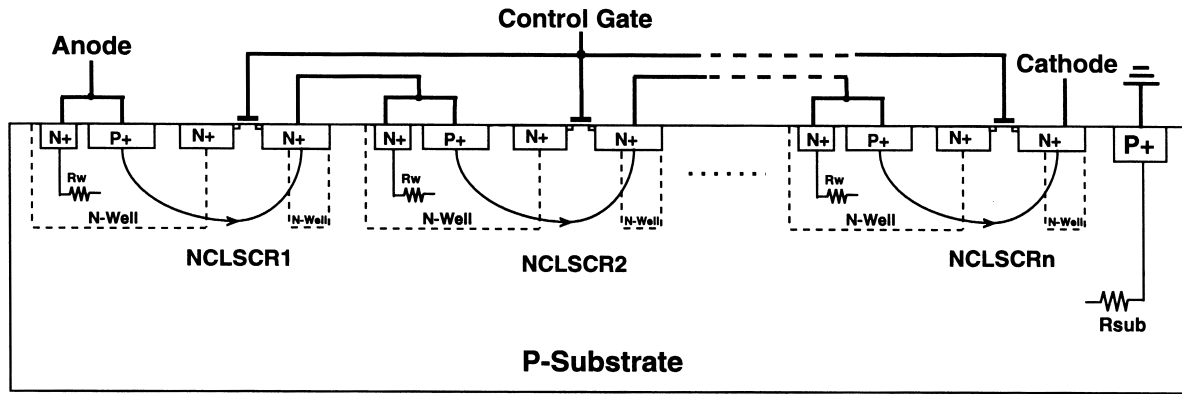 Control Gate
Anode
Cathode
N+ P+ N+ N+ N+ P+ N+ N+ N+ P+ N+ N+ P+
Rw Rw Rw
N-Well N-Well N-Well N-Well N-Well N-Well
NCLSCR1 NCLSCR2 NCLSCRn
Rsub
P-Substrate